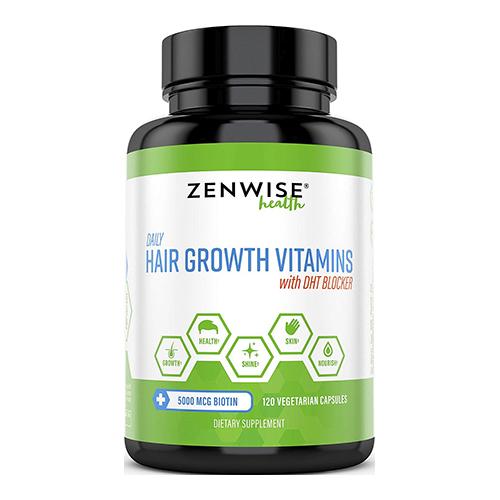 ZENWISE®
health
DAILY
HAIR GROWTH VITAMINS
with DHT BLOCKER
GROWTH†
HEALTH†
SHINE†
SKIN†
NOURISH†
5000 MCG BIOTIN
120 VEGETARIAN CAPSULES
DIETARY SUPPLEMENT